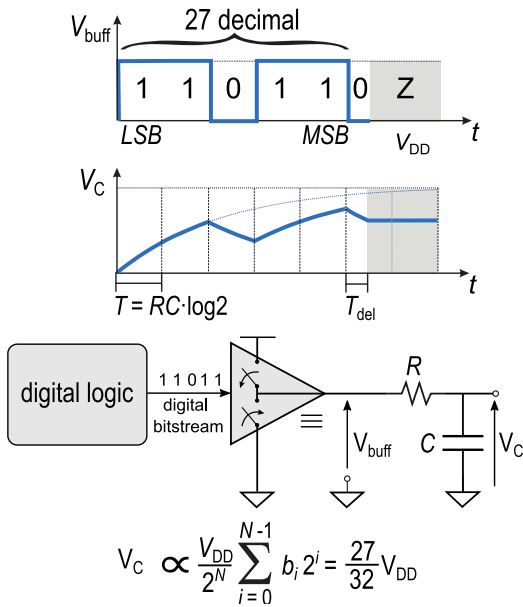 27 decimal
V_buff
1 1 0 1 1 0 Z
LSB MSB V_DD t
V_C
t
T = RC·log2 T_del
digital logic
1 1 0 1 1
digital
bitstream
R
V_buff
C
V_C
V_C ∝ V_DD/2^N ∑_{i=0}^{N-1} b_i 2^i = 27/32 V_DD